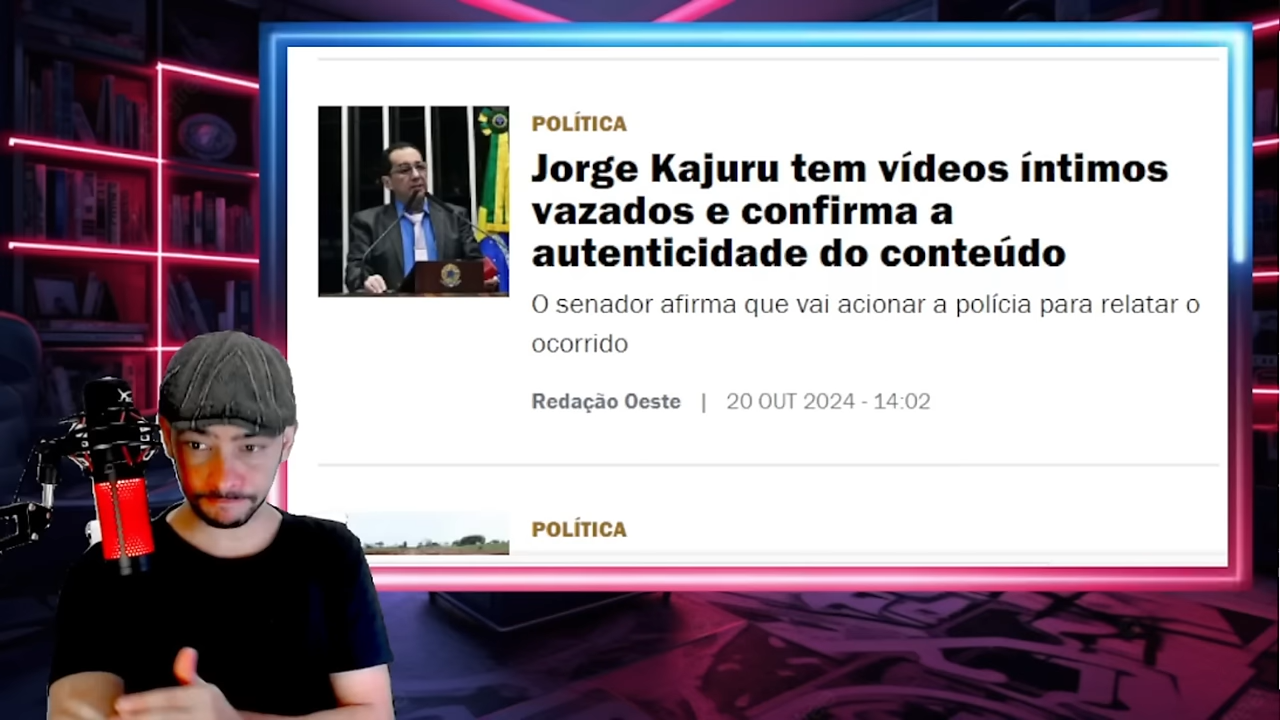 POLÍTICA
Jorge Kajuru tem vídeos íntimos
vazados e confirma a
autenticidade do conteúdo
O senador afirma que vai acionar a polícia para relatar o
ocorrido
Redação Oeste | 20 OUT 2024 - 14:02
POLÍTICA